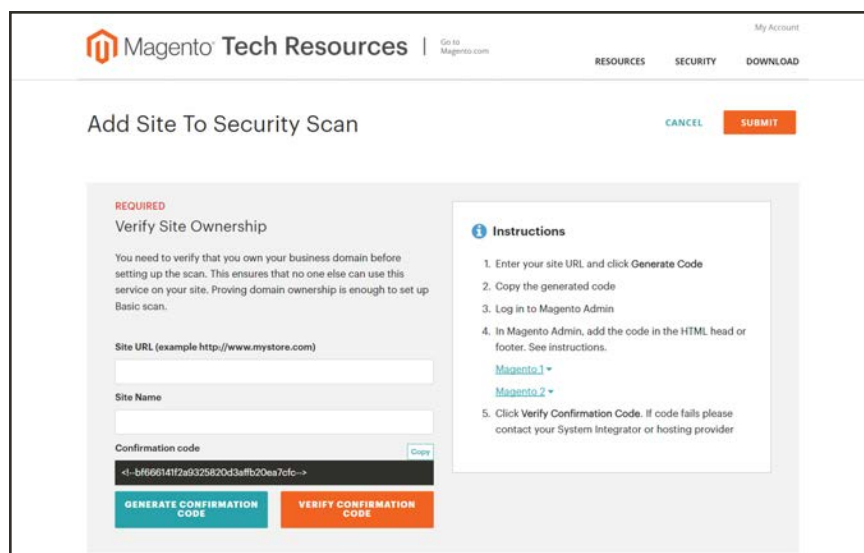 My Account
Magento Tech Resources | Go to
Magento.com
RESOURCES SECURITY DOWNLOAD
Add Site To Security Scan
CANCEL SUBMIT
REQUIRED
Verify Site Ownership
You need to verify that you own your business domain before
setting up the scan. This ensures that no one else can use this
service on your site. Proving domain ownership is enough to set up
Basic scan.
Site URL (example http://www.mystore.com)
Site Name
Confirmation code
Copy
<!--bf666141f2a9325820d3affb20ea7cfc-->
GENERATE CONFIRMATION
CODE
VERIFY CONFIRMATION
CODE
Instructions
1. Enter your site URL and click Generate Code
2. Copy the generated code
3. Log in to Magento Admin
4. In Magento Admin, add the code in the HTML head or
footer. See instructions.
Magento 1
Magento 2
5. Click Verify Confirmation Code. If code fails please
contact your System Integrator or hosting provider